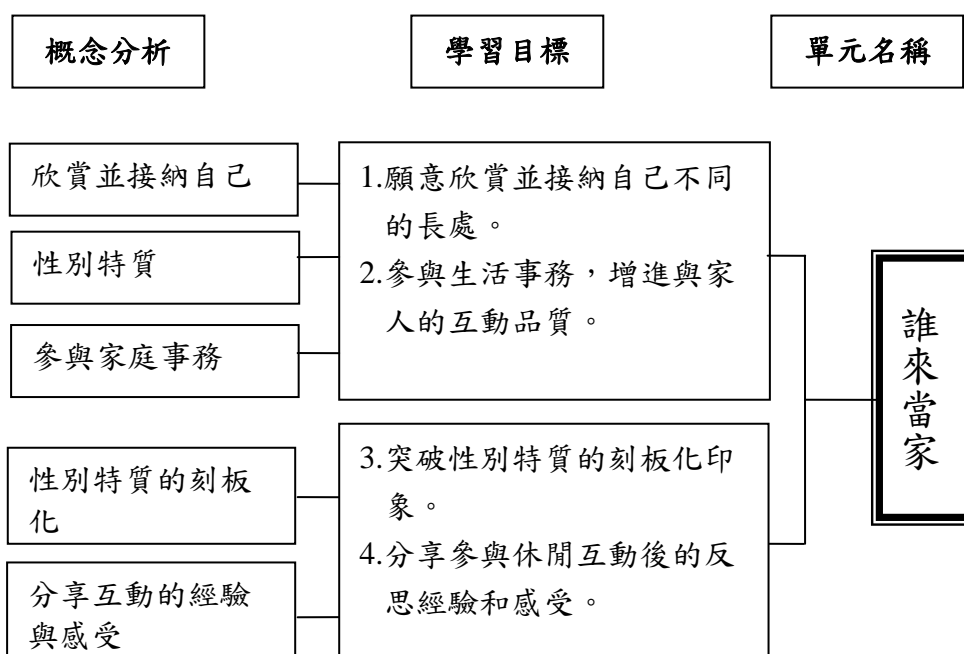 概念分析
學習目標
單元名稱
欣賞並接納自己
性別特質
參與家庭事務
1.願意欣賞並接納自己不同
的長處。
2.參與生活事務，增進與家
人的互動品質。
性別特質的刻板
化
分享互動的經驗
與感受
3.突破性別特質的刻板化印
象。
4.分享參與休閒互動後的反
思經驗和感受。
誰來當家